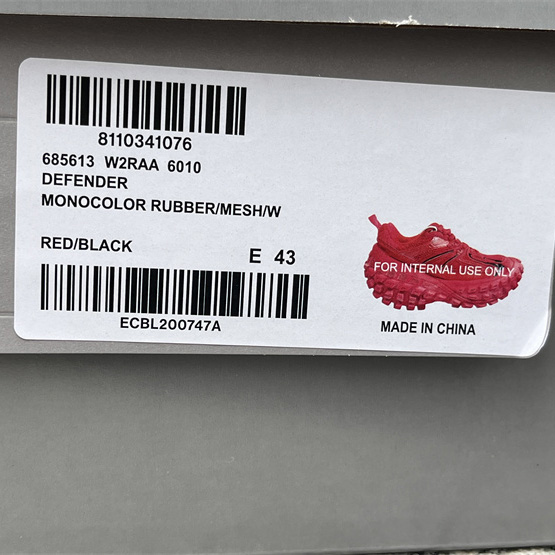 8110341076
685613 W2RAA 6010
DEFENDER
MONOCOLOR RUBBER/MESH/W
RED/BLACK
E 43
ECBL200747A
FOR INTERNAL USE ONLY
MADE IN CHINA